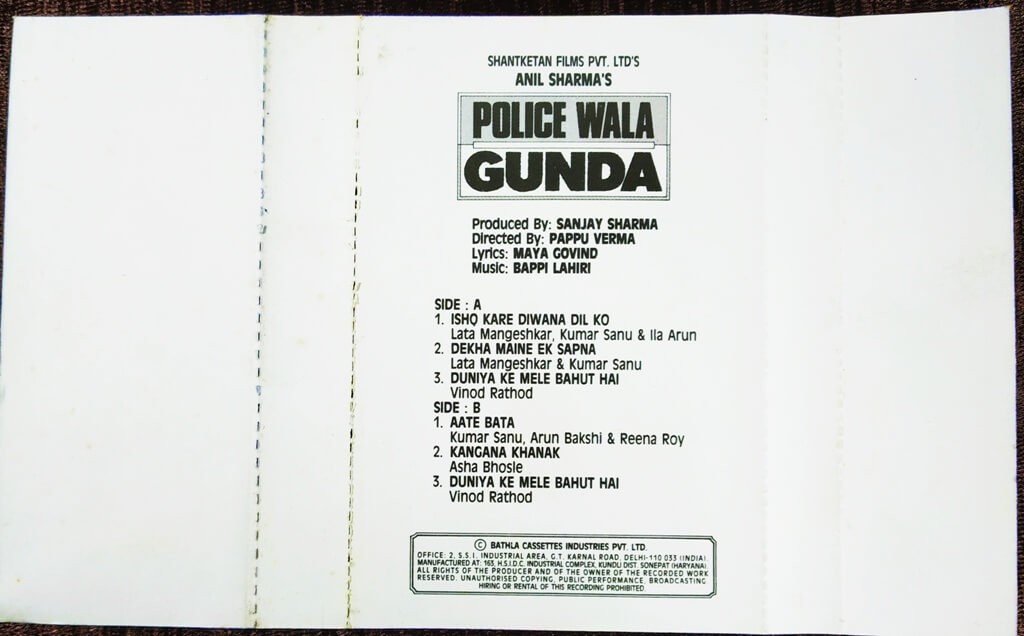 SHANTKETAN FILMS PVT. LTD'S
ANIL SHARMA'S
POLICE WALA
GUNDA
Produced By: SANJAY SHARMA
Directed By: PAPPU VERMA
Lyrics: MAYA GOVIND
Music: BAPPI LAHIRI
SIDE : A
1. ISHQ KARE DIWANA DIL KO
Lata Mangeshkar, Kumar Sanu & Ila Arun
2. DEKHA MAINE EK SAPNA
Lata Mangeshkar & Kumar Sanu
3. DUNIYA KE MELE BAHUT HAI
Vinod Rathod
SIDE : B
1. AATE BATA
Kumar Sanu, Arun Bakshi & Reena Roy
2. KANGANA KHANAK
Asha Bhosle
3. DUNIYA KE MELE BAHUT HAI
Vinod Rathod
© BATHLA CASSETTES INDUSTRIES PVT. LTD.
OFFICE: 2, S.S.I. INDUSTRIAL AREA, G.T. KARNAL ROAD, DELHI-110 033 (INDIA).
MANUFACTURED AT: 163, H.S.I.D.C. INDUSTRIAL COMPLEX, KUNDLI DIST. SONEPAT (HARYANA).
ALL RIGHTS OF THE PRODUCER AND OF THE OWNER OF THE RECORDED WORK
RESERVED. UNAUTHORISED COPYING, PUBLIC PERFORMANCE, BROADCASTING
HIRING OR RENTAL OF THIS RECORDING PROHIBITED.